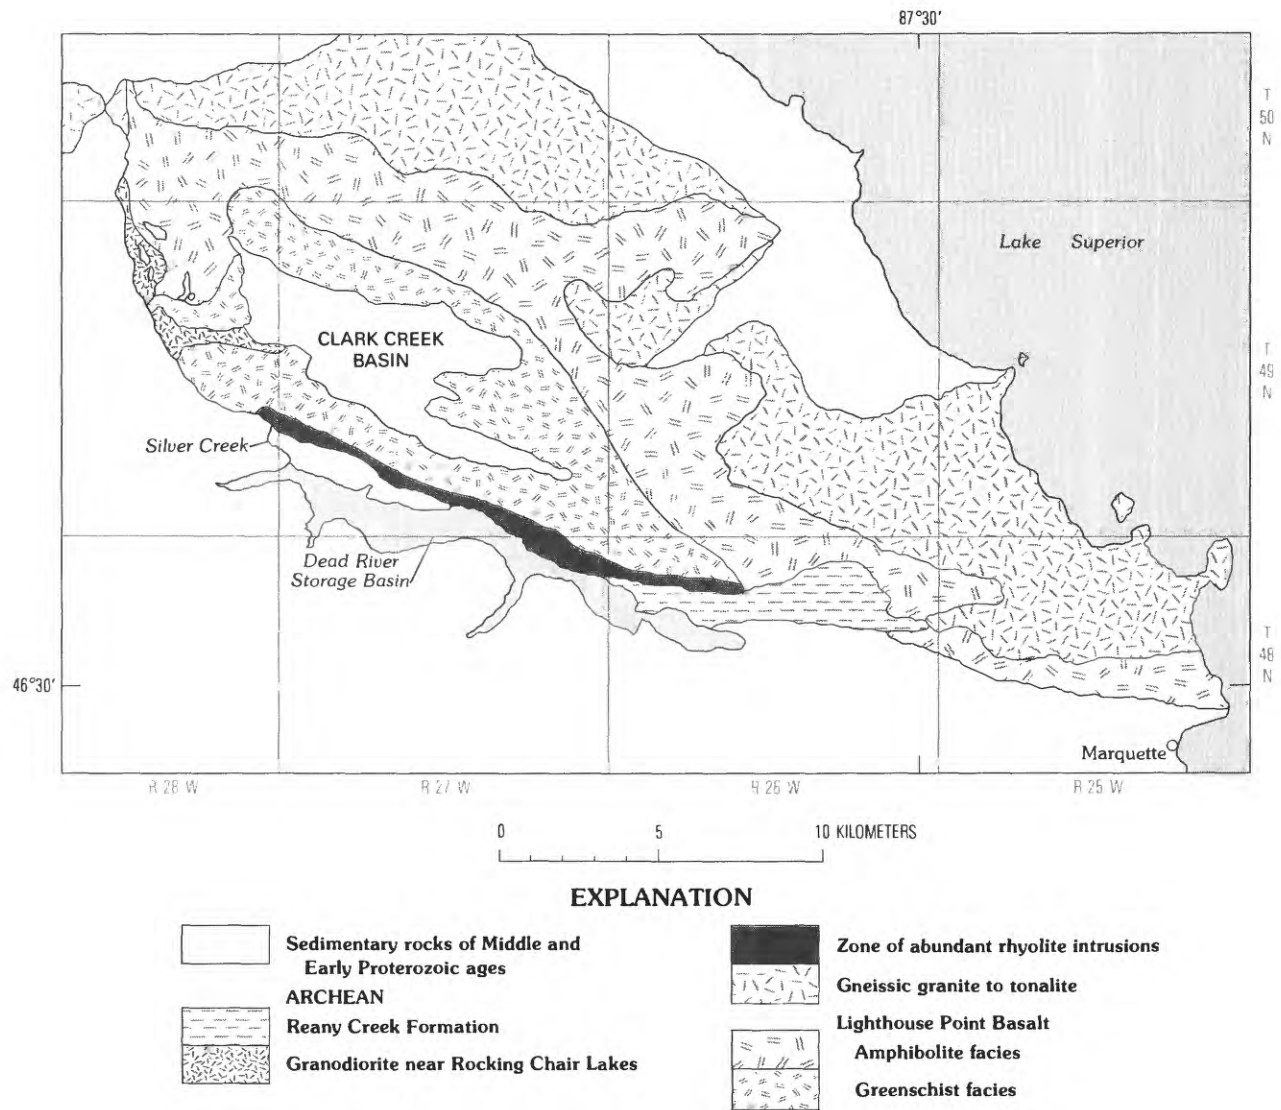 87°30′
T
50
N
Lake Superior
CLARK CREEK
BASIN
T
49
N
Silver Creek
Dead River
Storage Basin
T
48
N
46°30′
Marquette
R 28 W
R 27 W
R 26 W
R 25 W
0
5
10 KILOMETERS
EXPLANATION
Sedimentary rocks of Middle and
Early Proterozoic ages
ARCHEAN
Reany Creek Formation
Granodiorite near Rocking Chair Lakes
Zone of abundant rhyolite intrusions
Gneissic granite to tonalite
Lighthouse Point Basalt
Amphibolite facies
Greenschist facies